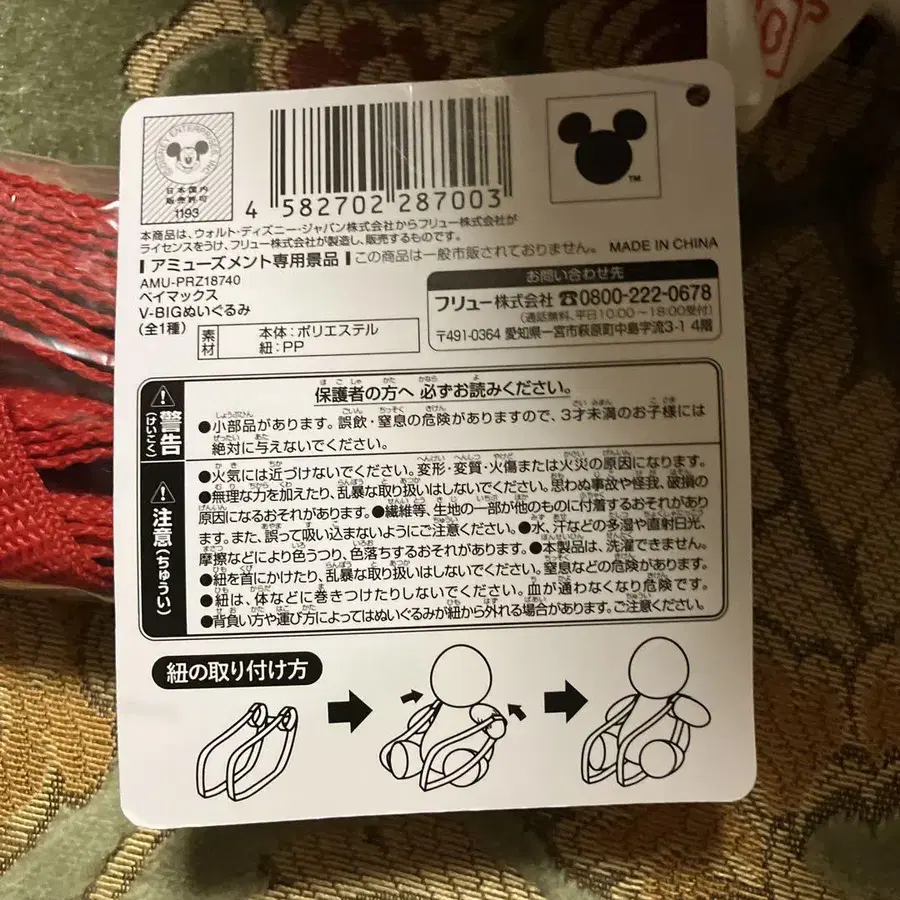 日本国内
販売許可
1193
4 582702 287003
TM
本商品は、ウォルト・ディズニー・ジャパン株式会社からフリュー株式会社が
ライセンスをうけ、フリュー株式会社が製造し、販売するものです。
アミューズメント専用景品 この商品は一般市販されておりません。 MADE IN CHINA
AMU-PRZ18740
ベイマックス
V-BIGぬいぐるみ
(全1種)
素材
本体:ポリエステル
紐:PP
お問い合わせ先
フリュー株式会社 ☎0800-222-0678
(通話無料、平日10:00~18:00受付)
〒491-0364 愛知県一宮市萩原町中島字流3-1 4階
警告(けいこく)
保護者の方へ 必ずお読みください。
●小部品があります。誤飲・窒息の危険がありますので、3才未満のお子様には
絶対に与えないでください。
注意(ちゅうい)
●火気には近づけないでください。変形・変質・火傷または火災の原因になります。
●無理な力を加えたり、乱暴な取り扱いはしないでください。思わぬ事故や怪我、破損の
原因になるおそれがあります。●繊維等、生地の一部が他のものに付着するおそれがあり
ます。また、誤って吸い込まないようにご注意ください。●水、汗などの多湿や直射日光、
摩擦などにより色うつり、色落ちするおそれがあります。●本製品は、洗濯できません。
●紐を首にかけたり、乱暴な取り扱いはしないでください。窒息などの危険があります。
●紐は、体などに巻きつけたりしないでください。血が通わなくなり危険です。
●背負い方や運び方によってはぬいぐるみが紐から外れる場合があります。ご注意ください。
紐の取り付け方